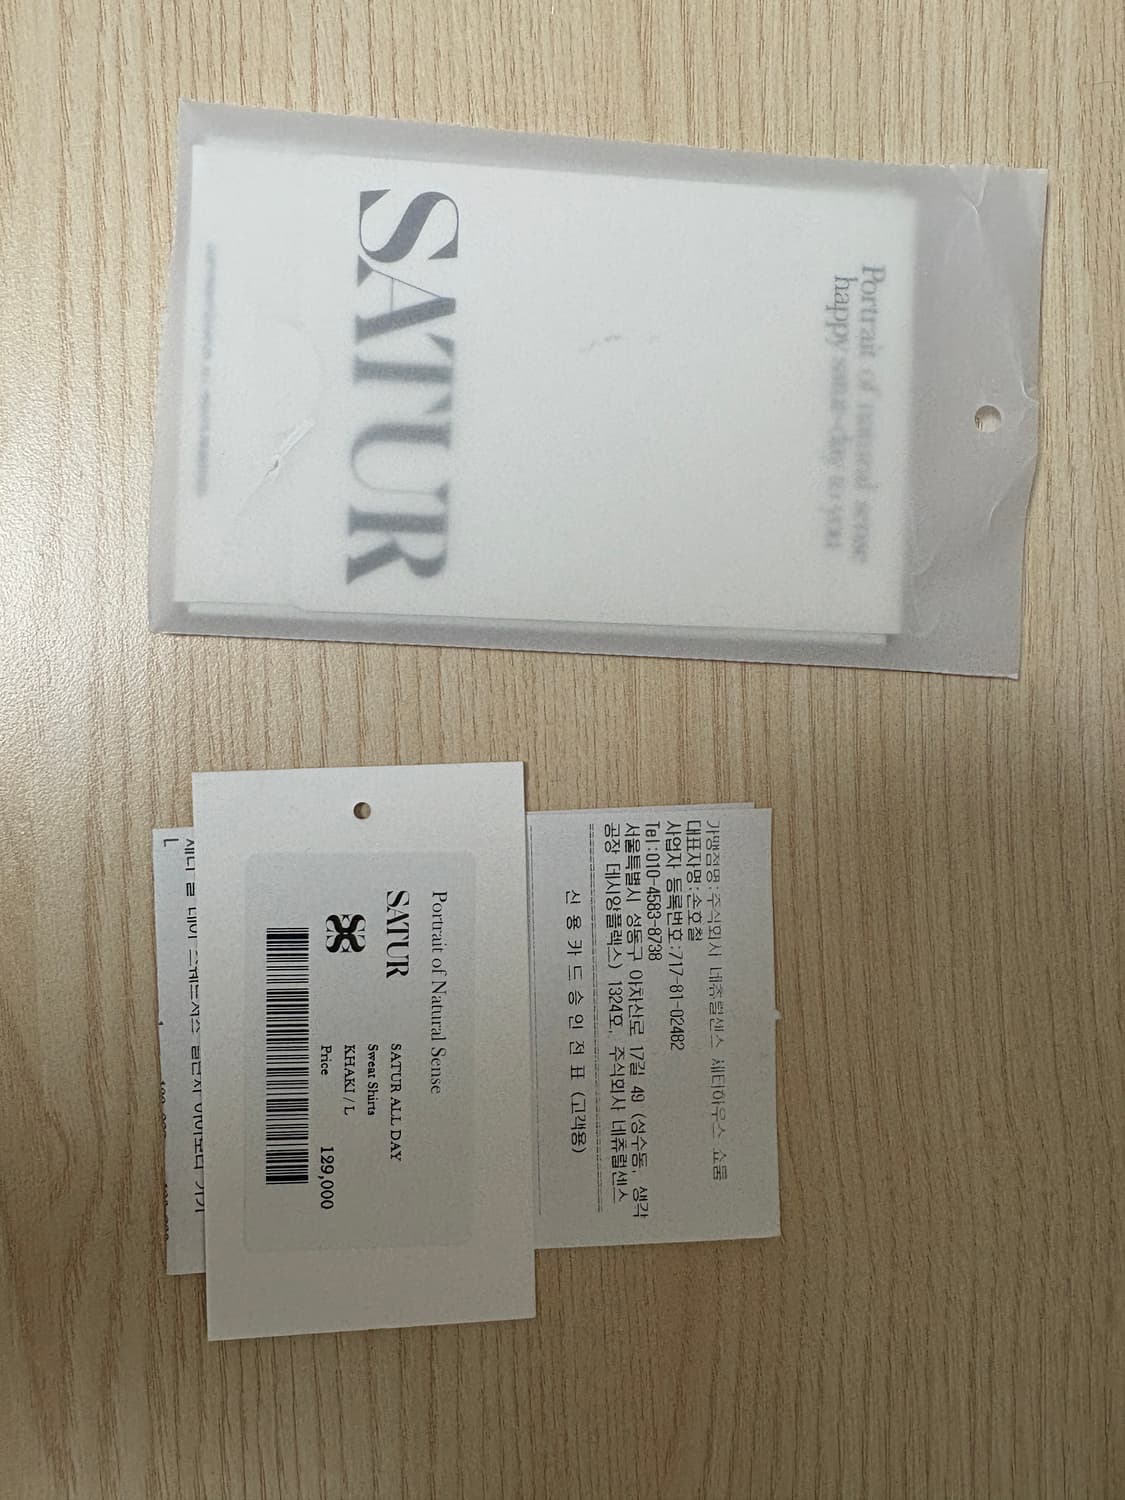 SATUR
Portrait of natural sense
happy satur-day to you
Portrait of Natural Sense
SATUR
SATUR ALL DAY
Sweat Shirts
KHAKI / L
Price 129,000
가맹점명:주식회사 네츄럴센스 세터하우스 쇼룸
대표자명:손호철
사업자 등록번호:717-81-02482
Tel:010-4583-8738
서울특별시 성동구 아차산로 17길 49 (성수동, 생각
공장 데시앙플렉스) 1324호, 주식회사 네츄럴센스
신용카드승인전표 (고객용)
L